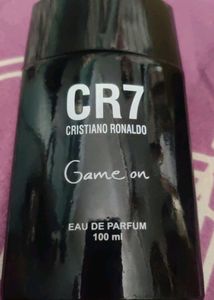 CR7
CRISTIANO RONALDO
Game on
EAU DE PARFUM
100 ml